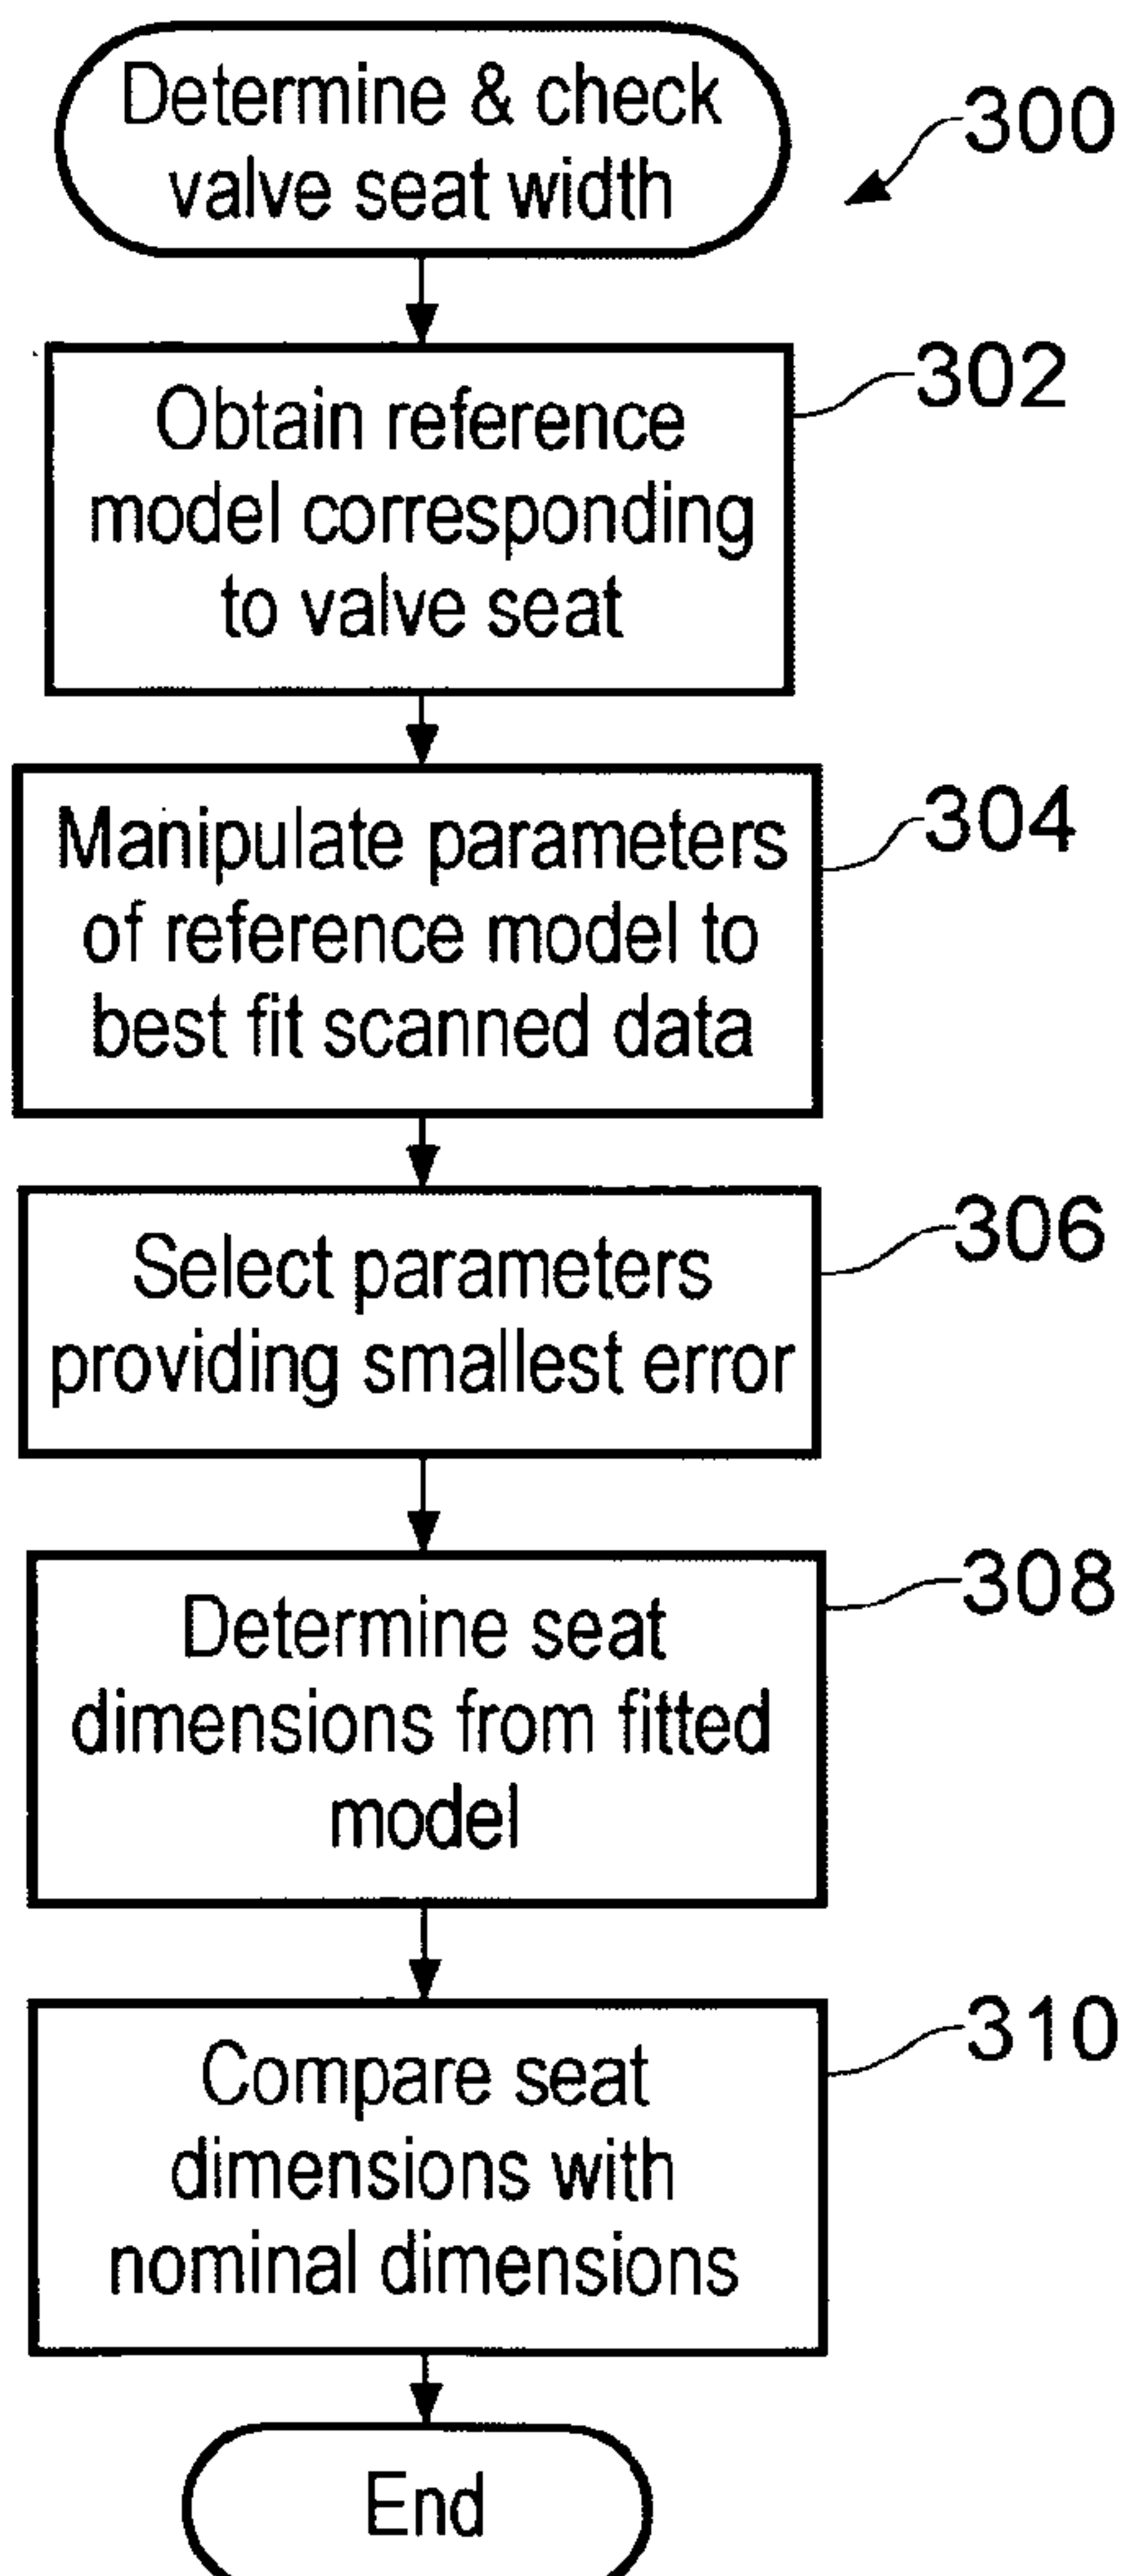 Determine & check
valve seat width
300
Obtain reference
model corresponding
to valve seat
302
Manipulate parameters
of reference model to
best fit scanned data
304
Select parameters
providing smallest error
306
Determine seat
dimensions from fitted
model
308
Compare seat
dimensions with
nominal dimensions
310
End